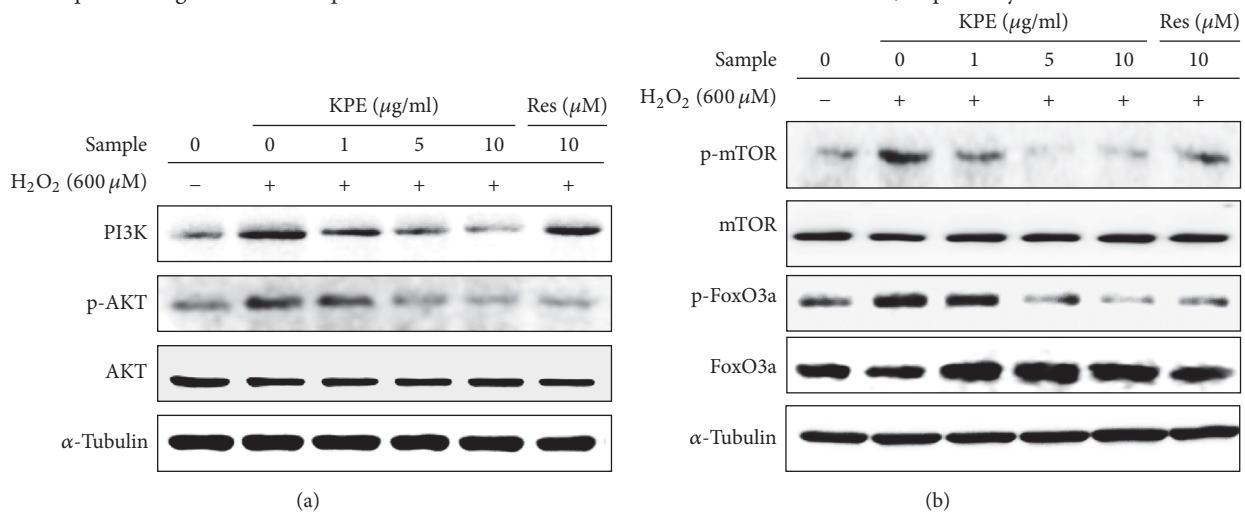 KPE (μg/ml) Res (μM)
Sample 0 0 1 5 10 10
H2O2 (600 μM) − + + + + +
PI3K
p-AKT
AKT
α-Tubulin
(a)
KPE (μg/ml) Res (μM)
Sample 0 0 1 5 10 10
H2O2 (600 μM) − + + + + +
p-mTOR
mTOR
p-FoxO3a
FoxO3a
α-Tubulin
(b)